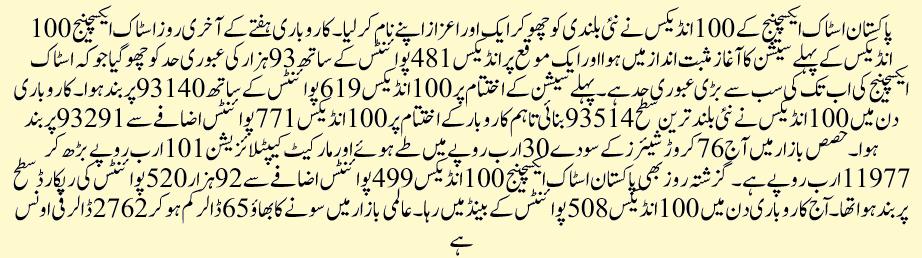 پاکستان اسٹاک ایکسچینج کے 100 انڈیکس نے نئی بلندی کو چھو کر ایک اور اعزاز اپنے نام کرلیا۔ کاروباری ہفتے کے آخری روز اسٹاک ایکسچینج 100
انڈیکس کے پہلے سیشن کا آغاز مثبت انداز میں ہوا اور ایک موقع پر انڈیکس 481 پوائنٹس کے ساتھ 93 ہزار کی عبوری حد کو چھو گیا جو کہ اسٹاک
ایکسچینج کی اب تک کی سب سے بڑی عبوری حد ہے۔ پہلے سیشن کے اختتام پر 100 انڈیکس 619 پوائنٹس کے ساتھ 93140 پر بند ہوا۔ کاروباری
دن میں 100 انڈیکس نے نئی بلند ترین سطح 93514 بنائی تاہم کاروبار کے اختتام پر 100 انڈیکس 771 پوائنٹس اضافے سے 93291 پر بند
ہوا۔ حصص بازار میں آج 76 کروڑ شیئرز کے سودے 30 ارب روپے میں طے ہوئے اور مارکیٹ کیپٹلائزیشن 101 ارب روپے بڑھ کر
11977 ارب روپے ہے۔ گزشتہ روز بھی پاکستان اسٹاک ایکسچینج 100 انڈیکس 499 پوائنٹس اضافے سے 92 ہزار 520 پوائنٹس کی ریکارڈ سطح
پر بند ہوا تھا۔ آج کاروباری دن میں 100 انڈیکس 508 پوائنٹس کے بینڈ میں رہا۔ عالمی بازار میں سونے کا بھاؤ 65 ڈالر کم ہو کر 2762 ڈالر فی اونس
ہے